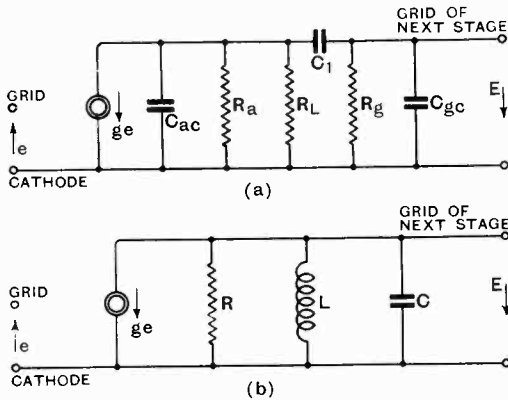 GRID OF
NEXT STAGE
C1
GRID
ge
Cac
Ra
RL
Rg
Cgc
E
e
CATHODE
(a)
GRID OF
NEXT STAGE
GRID
ge
R
L
C
E
e
CATHODE
(b)